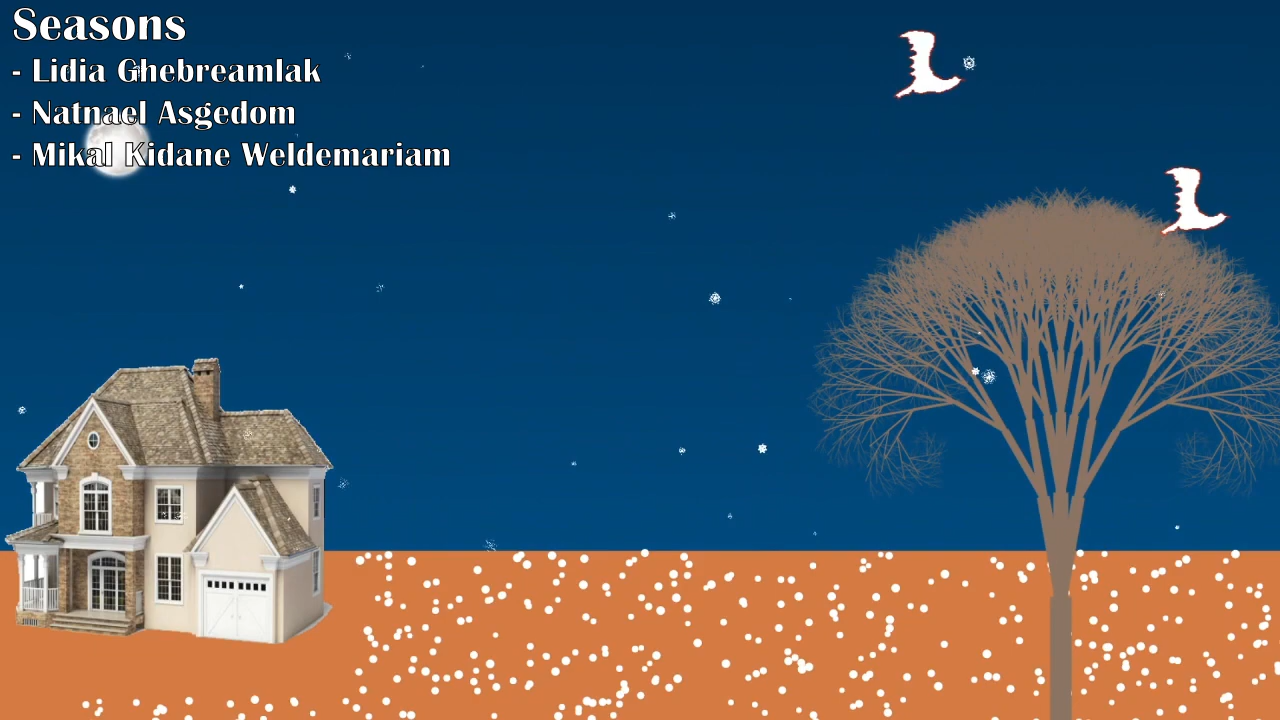 Seasons
- Lidia Ghebreamlak
- Natnael Asgedom
- Mikal Kidane Weldemariam